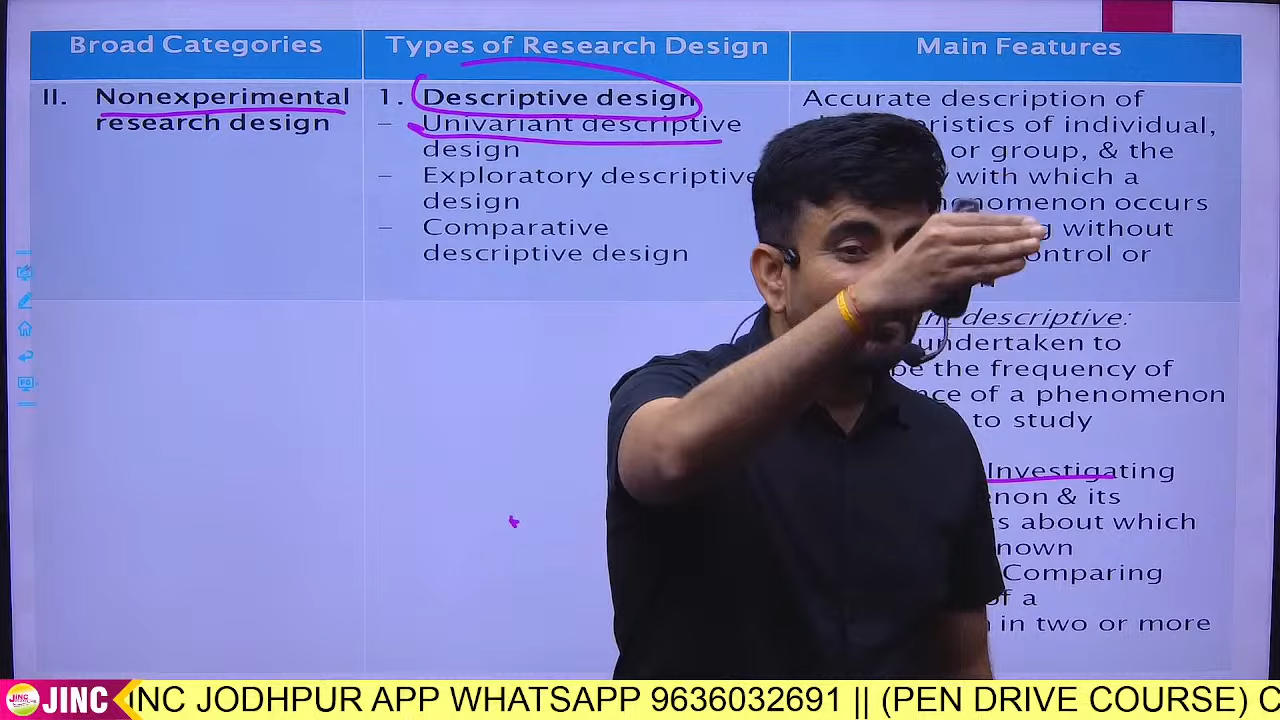 Broad Categories
Types of Research Design
Main Features
II. Nonexperimental
research design
1. Descriptive design
– Univariant descriptive
design
– Exploratory descriptive
design
– Comparative
descriptive design
Accurate description of
of individual,
or group, & the
with which a
occurs
without
or
descriptive:
undertaken to
the frequency of
of a phenomenon
to study
Investigating
& its
about which
Comparing
of a
in two or more
JINC
JINC
JODHPUR APP WHATSAPP 9636032691 || (PEN DRIVE COURSE)